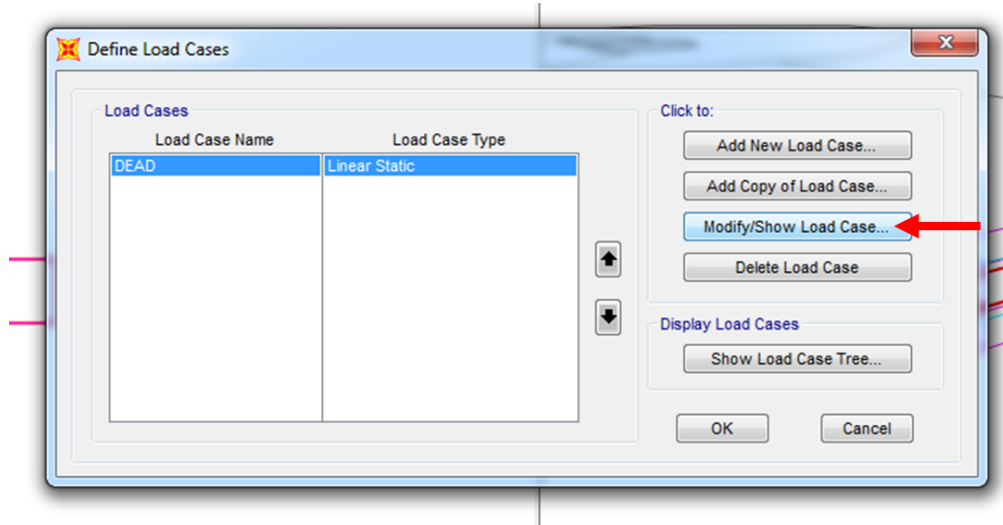 Define Load Cases
Load Cases
Load Case Name Load Case Type
DEAD Linear Static
Click to:
Add New Load Case...
Add Copy of Load Case...
Modify/Show Load Case...
Delete Load Case
Display Load Cases
Show Load Case Tree...
OK Cancel